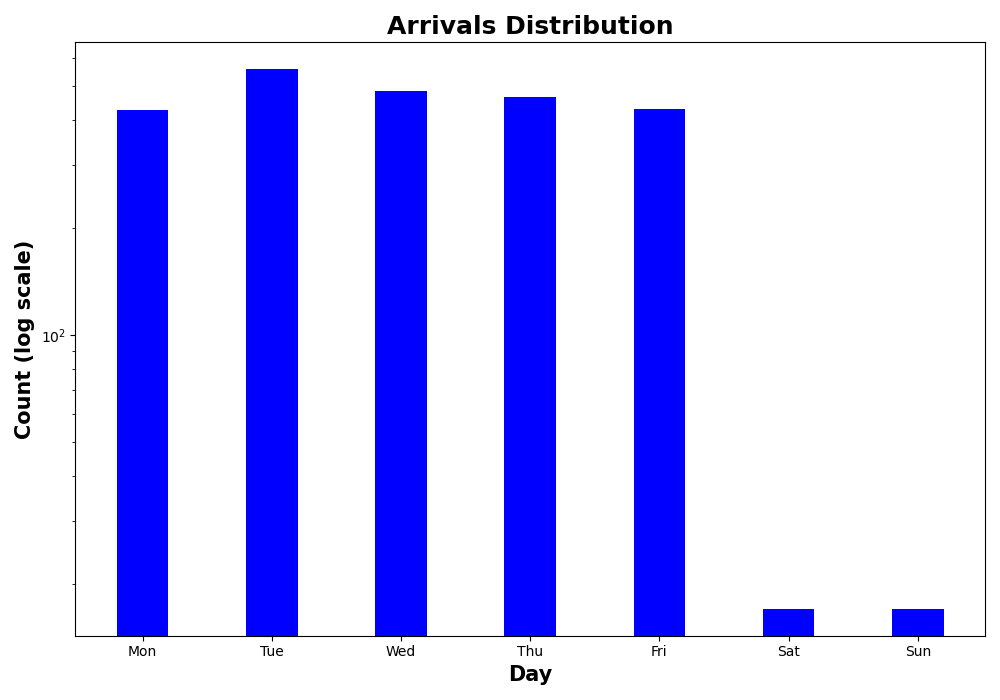 Arrivals Distribution
Count (log scale)
10²
Mon Tue Wed Thu Fri Sat Sun
Day